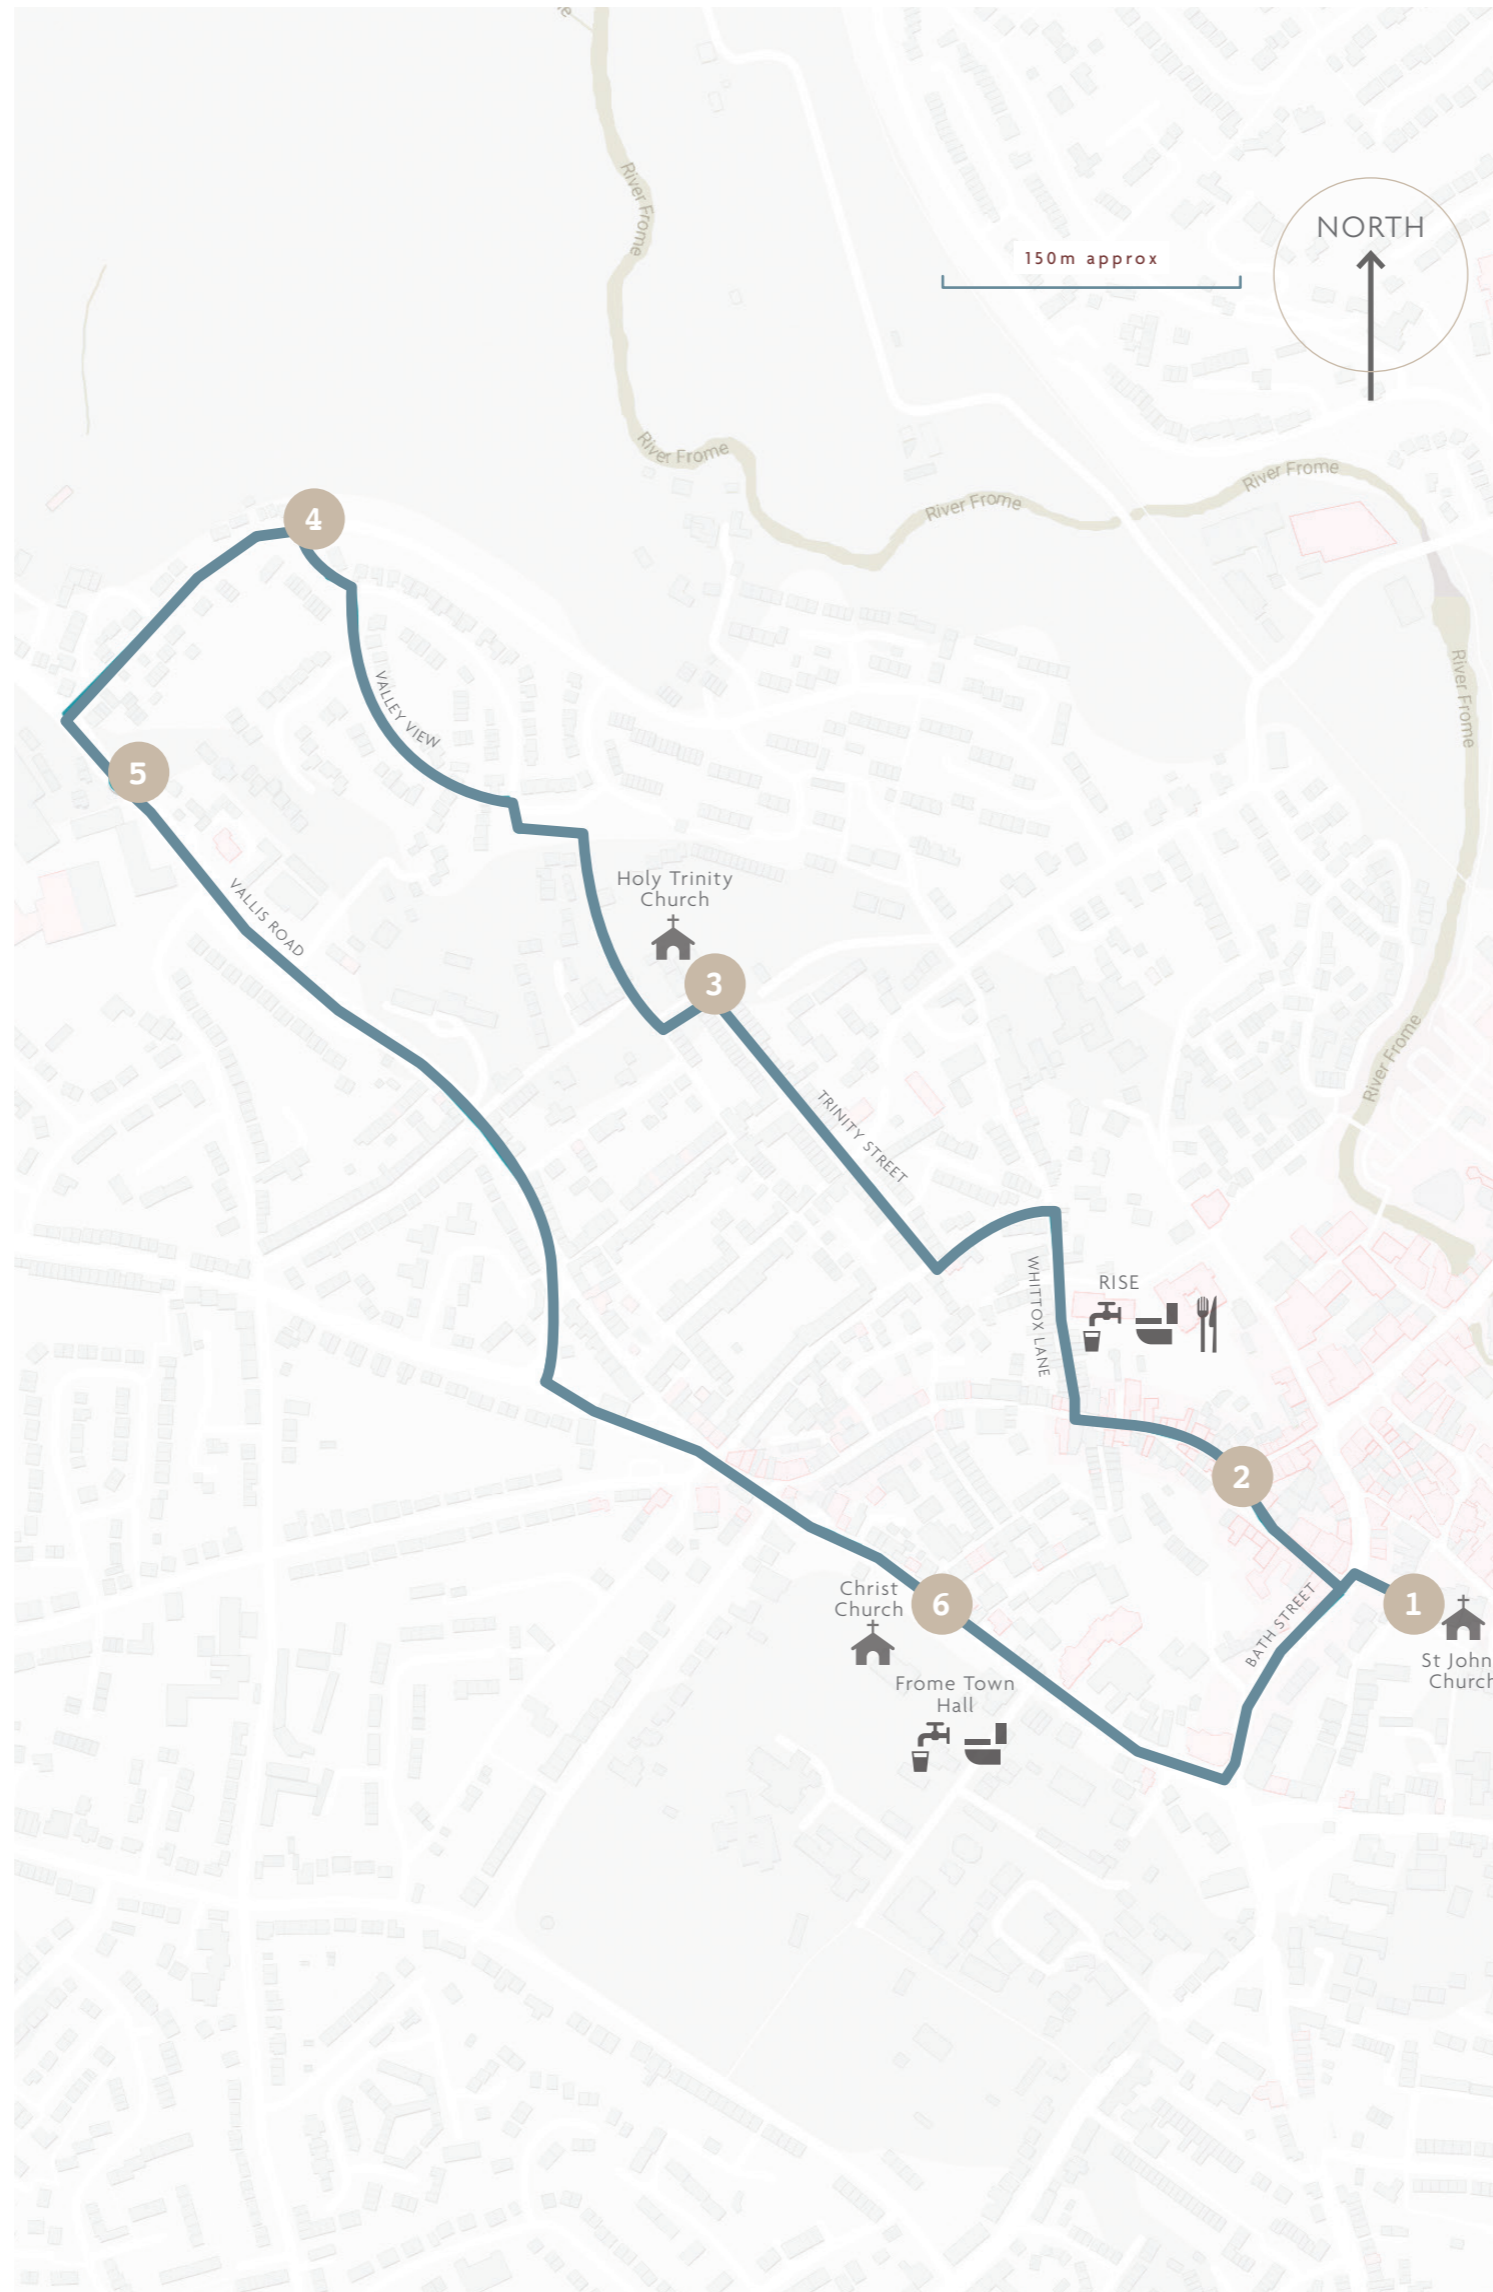 River Frome
NORTH
150m approx
River Frome
River Frome
River Frome
4
River Frome
VALLEY VIEW
5
Holy Trinity
Church
VALLIS ROAD
3
River Frome
TRINITY STREET
WHITTOX LANE
RISE
2
Christ
Church
6
BATH STREET
1
St John
Church
Frome Town
Hall